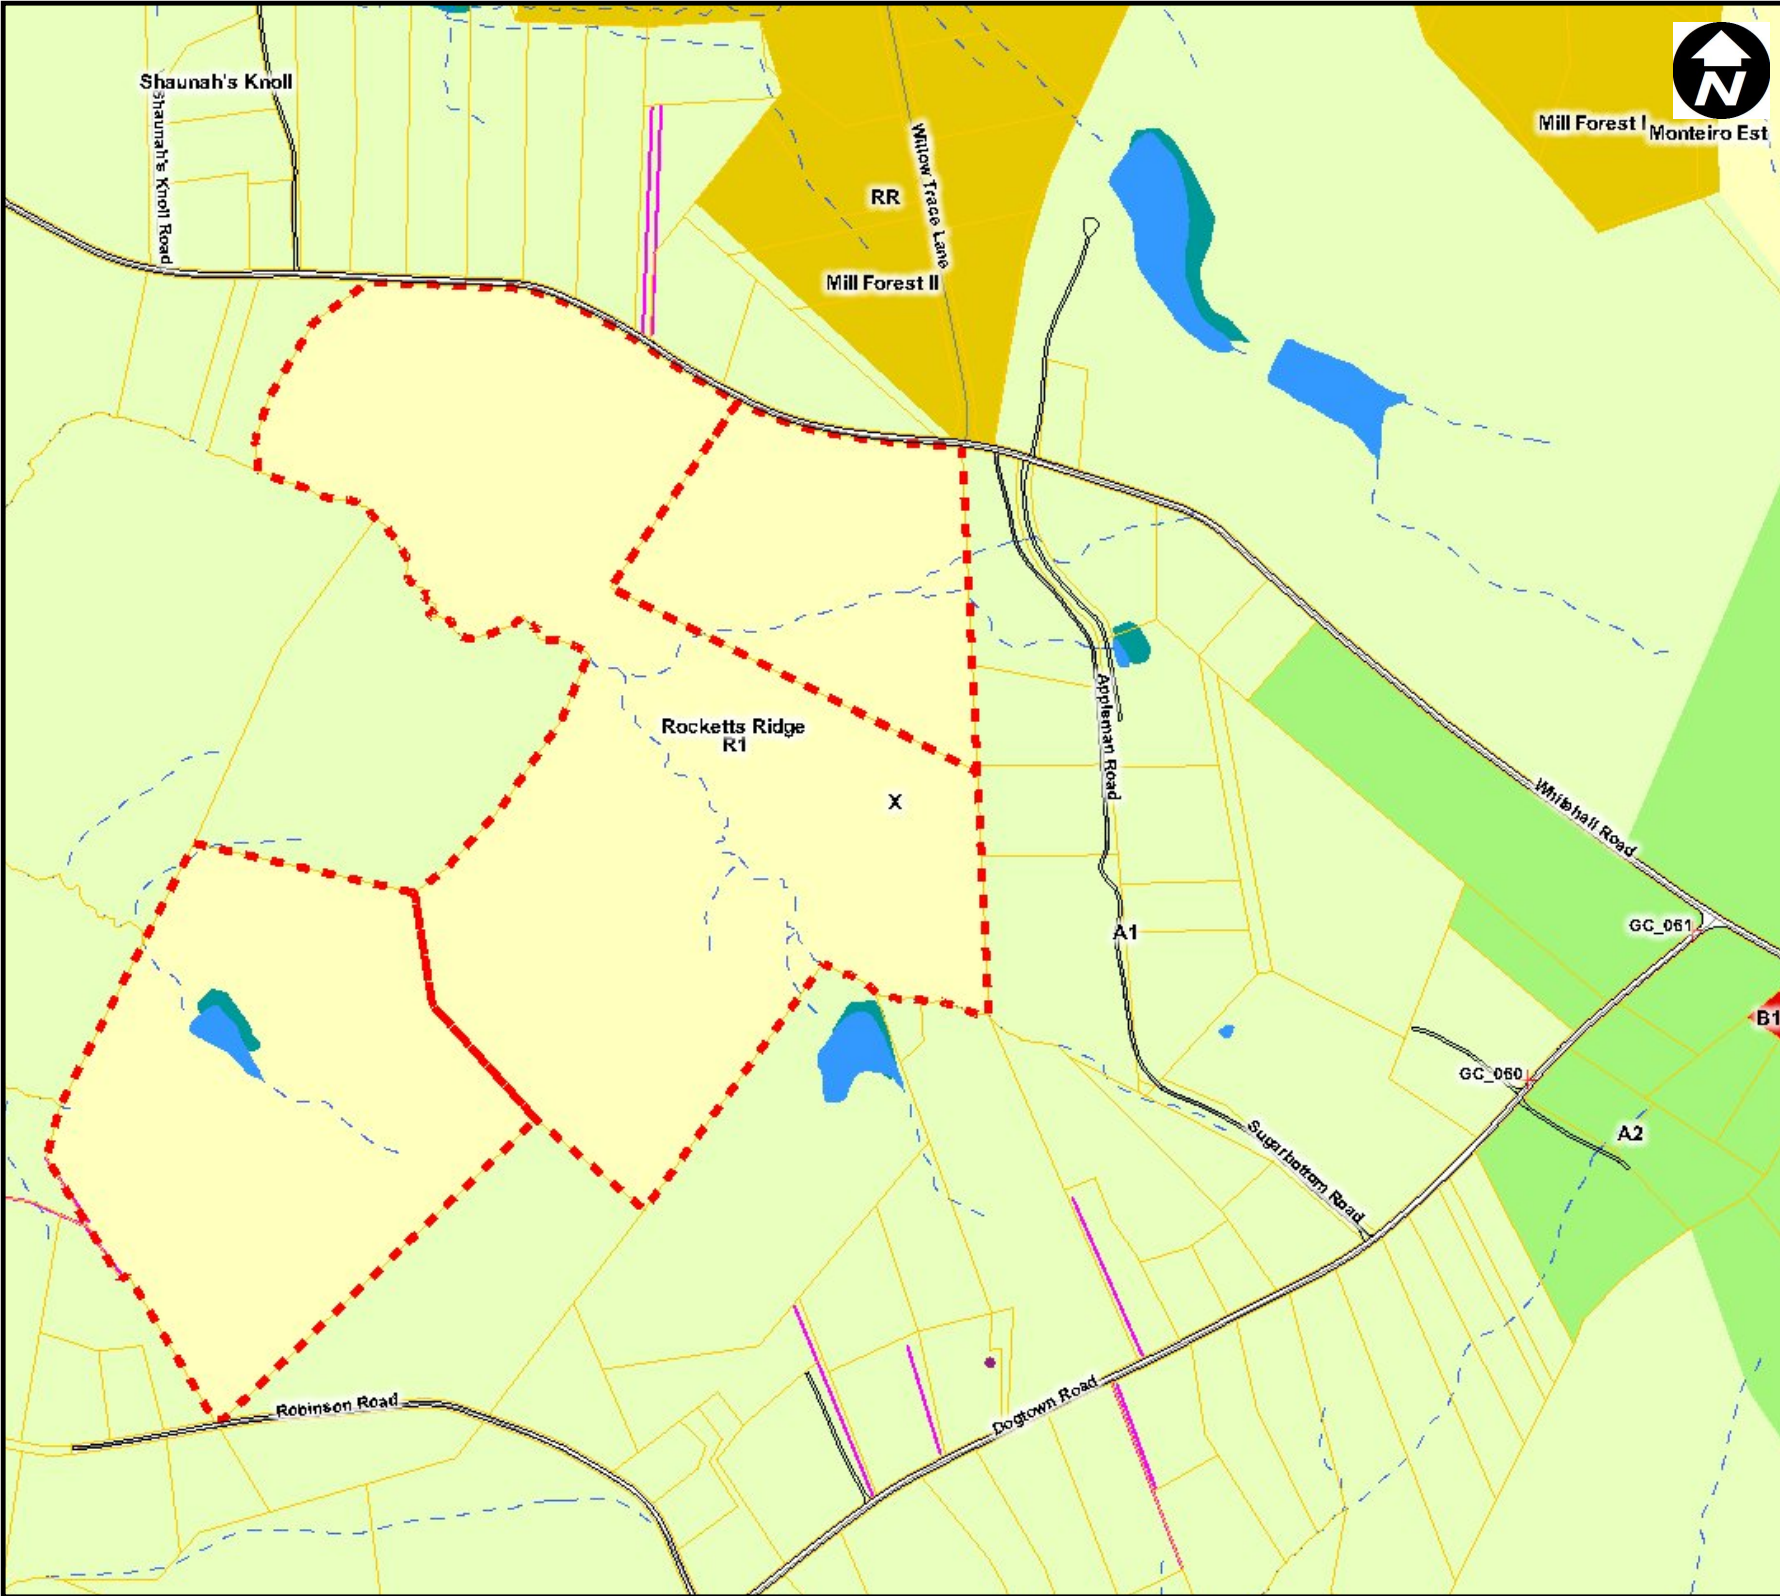 N
Shaunah's Knoll
Shaunah's Knoll Road
Mill Forest I
Monteiro Est
Willow Trace Lane
RR
Mill Forest II
Rocketts Ridge
R1
X
Appleman Road
Whitehall Road
A1
GC_061
B1
GC_060
A2
Sugarbottom Road
Robinson Road
Dogtown Road